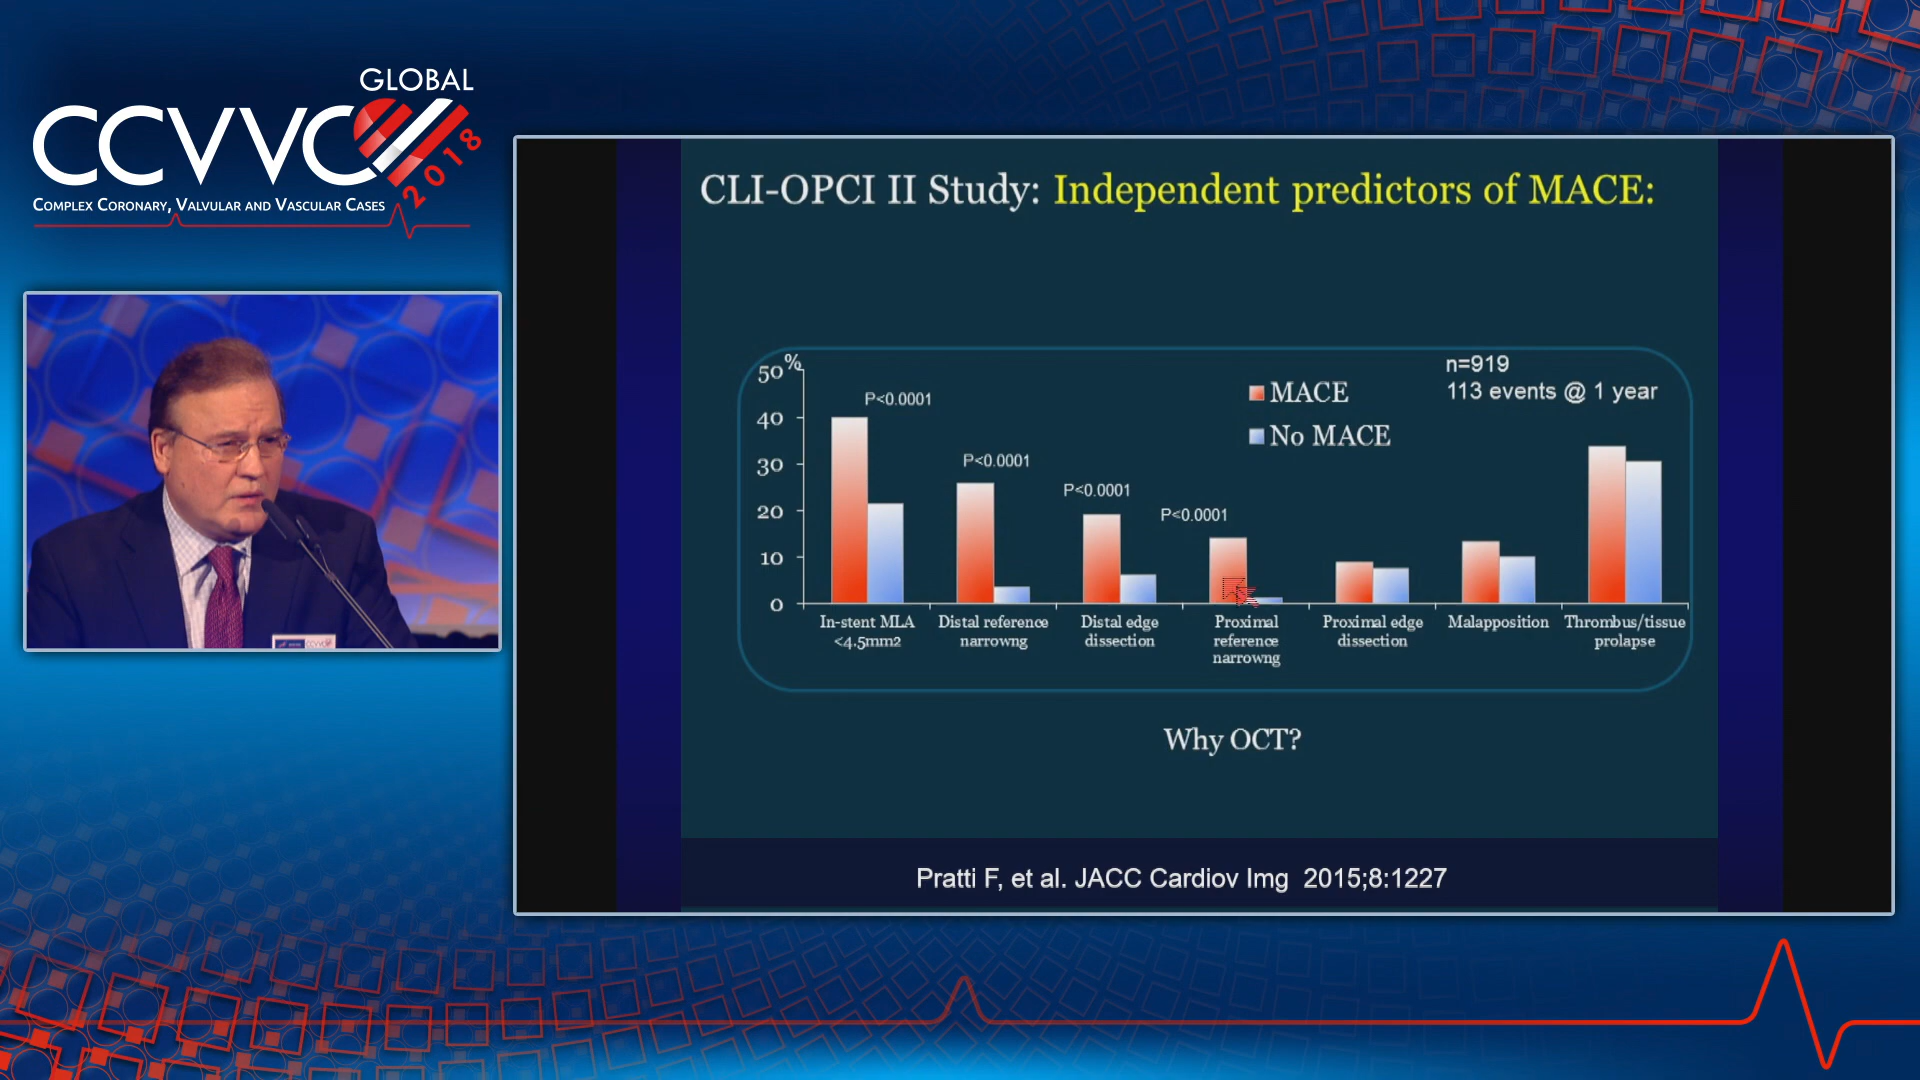 GLOBAL
CCVVC
2018
COMPLEX CORONARY, VALVULAR AND VASCULAR CASES
CLI-OPCI II Study: Independent predictors of MACE:
%
50
40
30
20
10
0
P<0.0001
P<0.0001
P<0.0001
P<0.0001
MACE
No MACE
n=919
113 events @ 1 year
In-stent MLA
<4.5mm2
Distal reference
narrowng
Distal edge
dissection
Proximal
reference
narrowng
Proximal edge
dissection
Malapposition
Thrombus/tissue
prolapse
Why OCT?
Pratti F, et al. JACC Cardiov Img 2015;8:1227